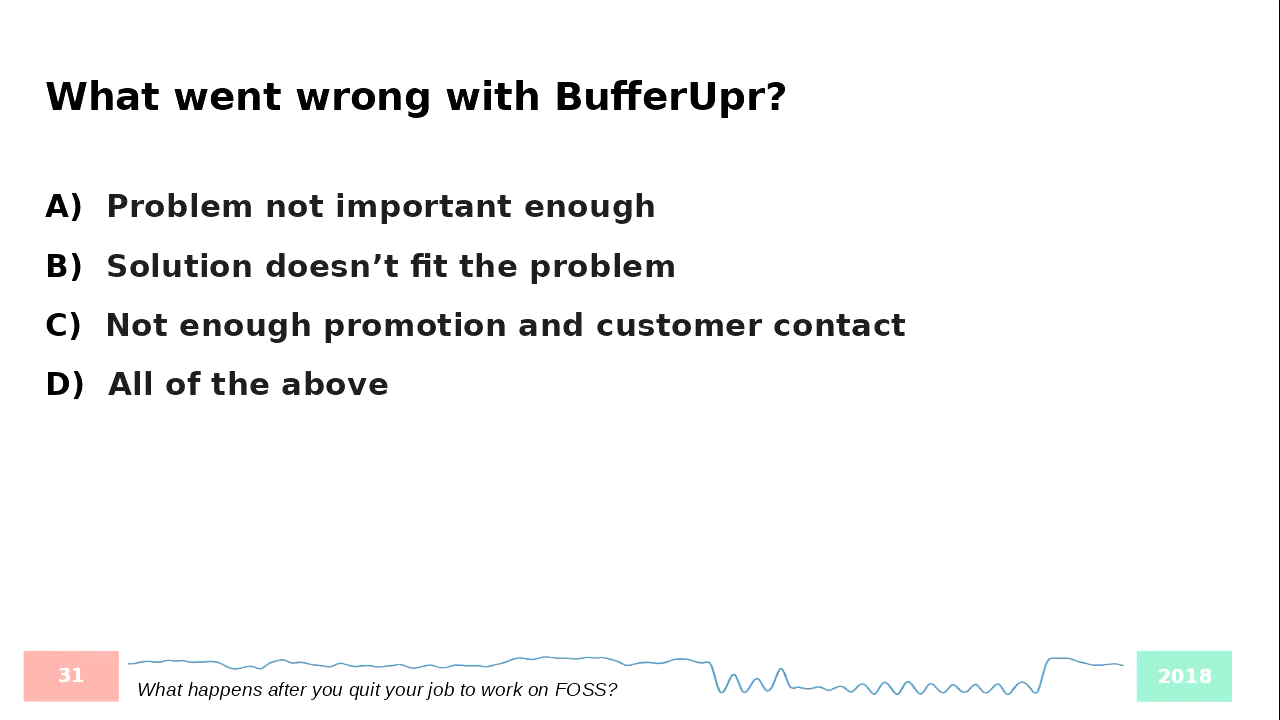 What went wrong with BufferUpr?
A) Problem not important enough
B) Solution doesn’t fit the problem
C) Not enough promotion and customer contact
D) All of the above
31
What happens after you quit your job to work on FOSS?
2018